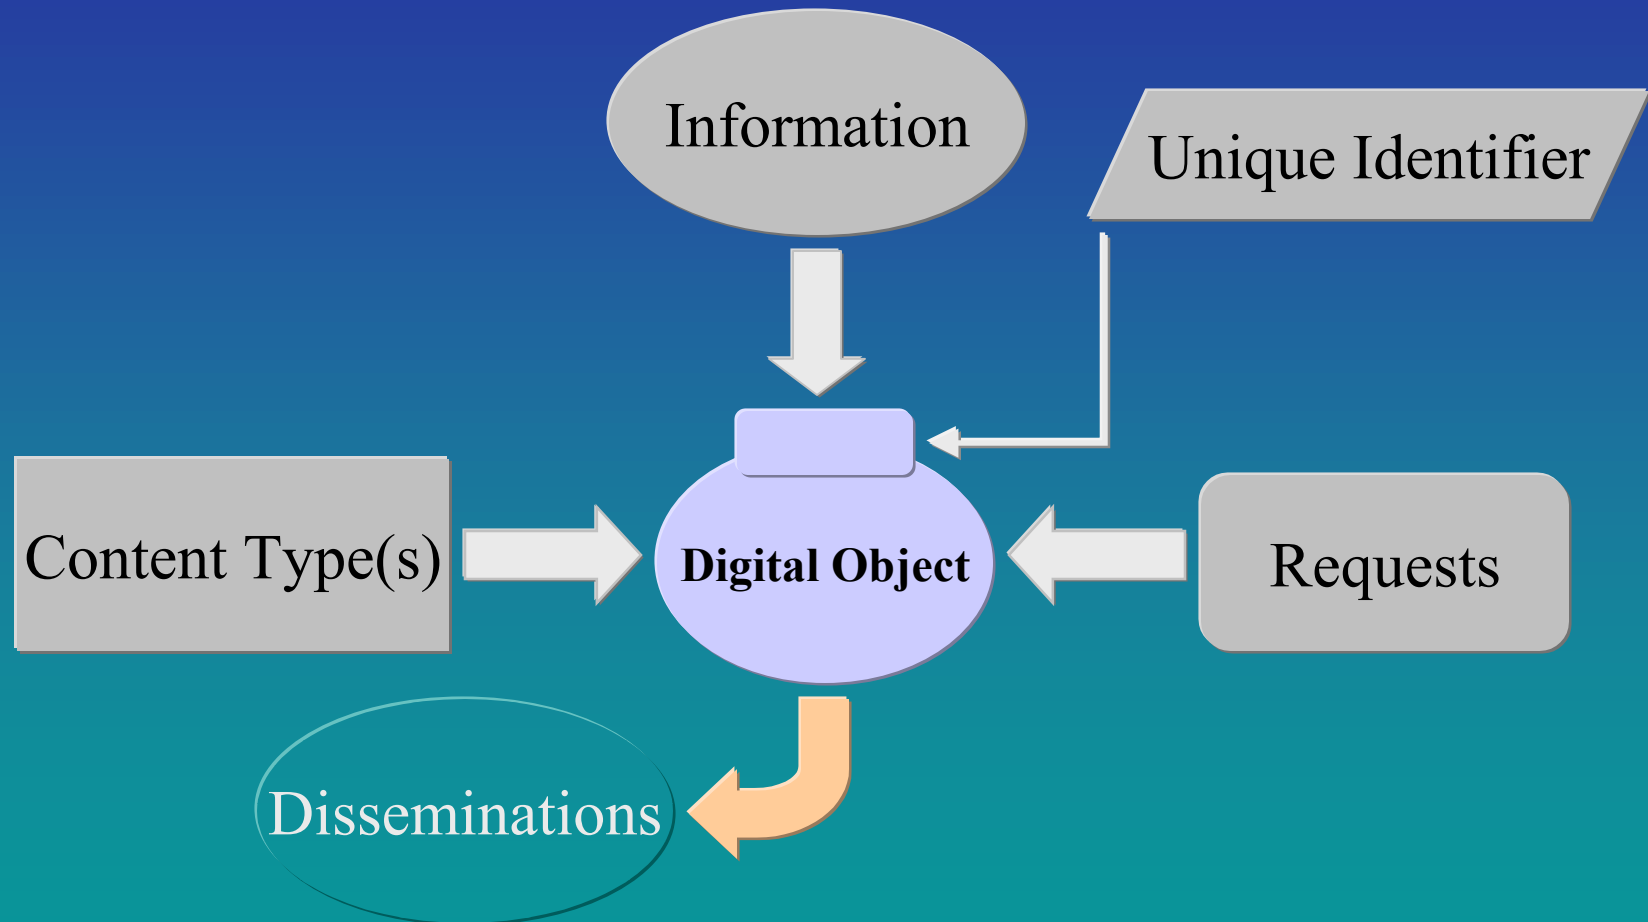 Information
Unique Identifier
Content Type(s)
Digital Object
Requests
Disseminations